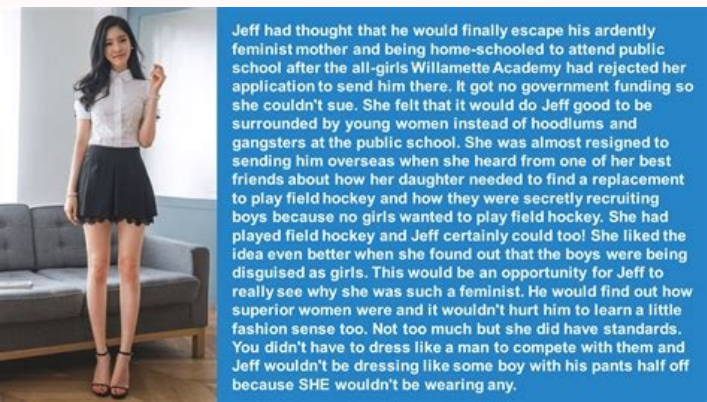 Jeff had thought that he would finally escape his ardently
feminist mother and being home-schooled to attend public
school after the all-girls Willamette Academy had rejected her
application to send him there. It got no government funding so
she couldn't sue. She felt that it would do Jeff good to be
surrounded by young women instead of hoodlums and
gangsters at the public school. She was almost resigned to
sending him overseas when she heard from one of her best
friends about how her daughter needed to find a replacement
to play field hockey and how they were secretly recruiting
boys because no girls wanted to play field hockey. She had
played field hockey and Jeff certainly could too! She liked the
idea even better when she found out that the boys were being
disguised as girls. This would be an opportunity for Jeff to
really see why she was such a feminist. He would find out how
superior women were and it wouldn't hurt him to learn a little
fashion sense too. Not too much but she did have standards.
You didn't have to dress like a man to compete with them and
Jeff wouldn't be dressing like some boy with his pants half off
because SHE wouldn't be wearing any.